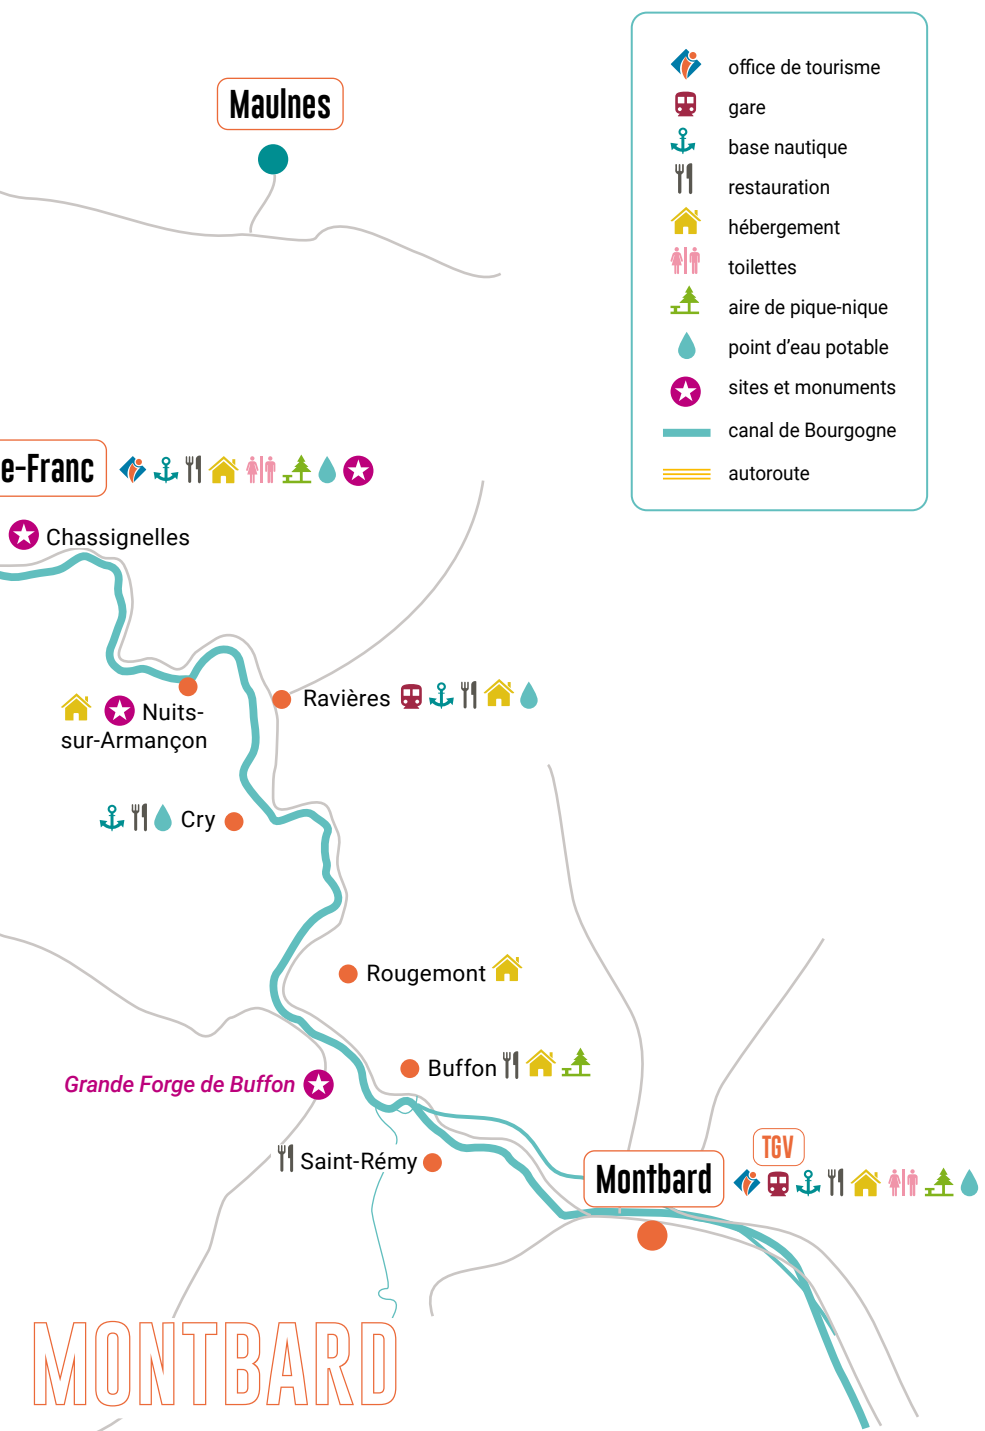 office de tourisme
gare
base nautique
restauration
hébergement
toilettes
aire de pique-nique
point d'eau potable
sites et monuments
canal de Bourgogne
autoroute
Maulnes
e-Franc
Chassignelles
Nuits-
sur-Armançon
Ravières
Cry
Rougemont
Buffon
Grande Forge de Buffon
Saint-Rémy
TGV
Montbard
MONTBARD